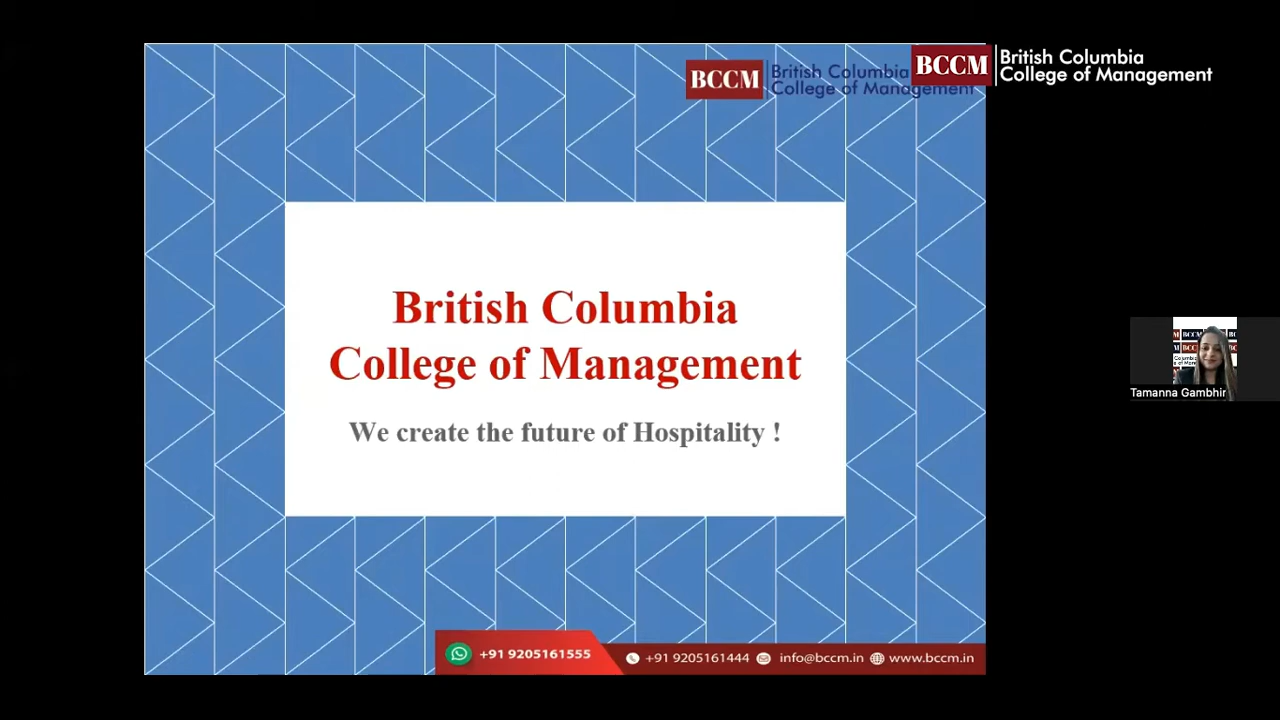 BCCM
British Columbia
College of Management
BCCM
British Columbia
College of Management
British Columbia
College of Management
We create the future of Hospitality !
Tamanna Gambhir
+91 9205161555
+91 9205161444
info@bccm.in
www.bccm.in